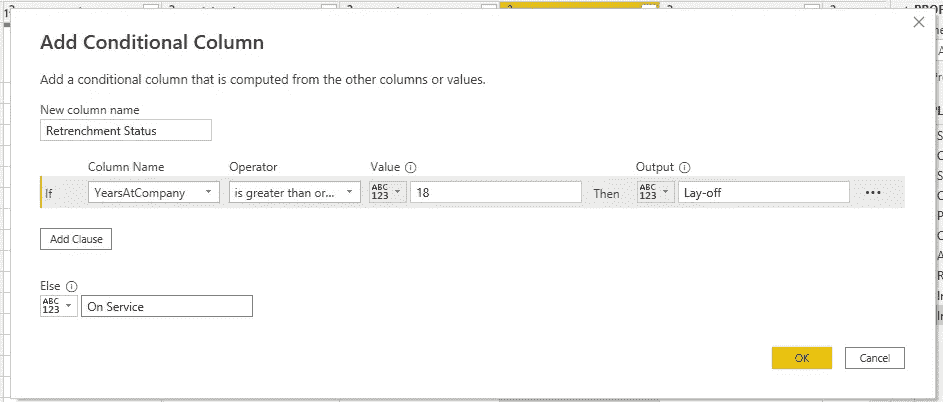 Add Conditional Column
Add a conditional column that is computed from the other columns or values.
New column name
Retrenchment Status
Column Name Operator Value Output
If YearsAtCompany is greater than or... ABC 123 18 Then ABC 123 Lay-off ...
Add Clause
Else
ABC 123 On Service
OK Cancel